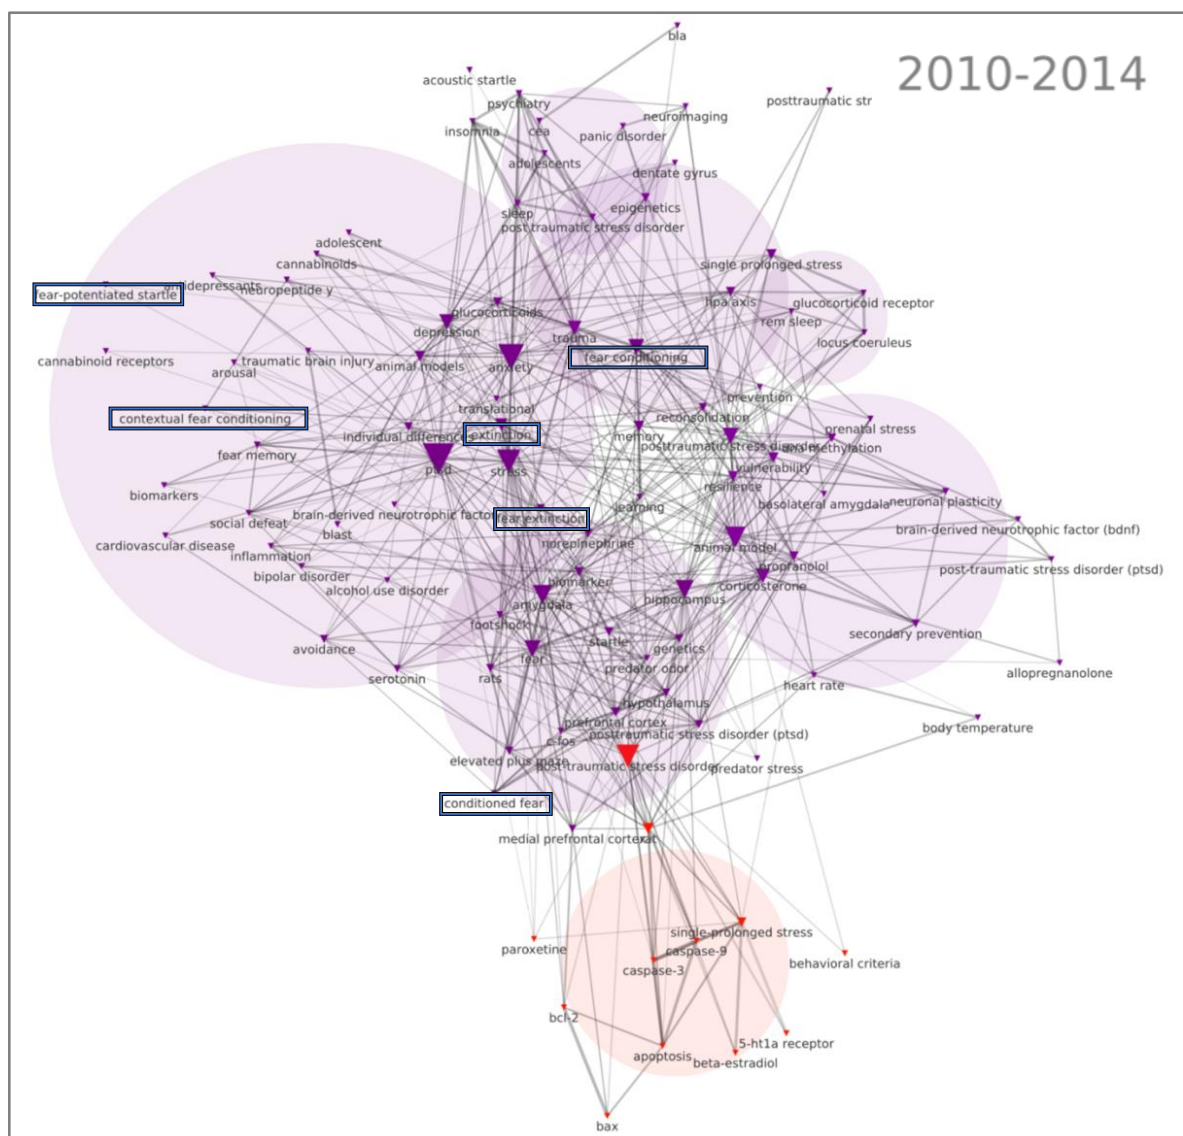 bla
2010-2014
acoustic startle
psychiatry
posttraumatic str
neuroimaging
insomnia
cea
panic disorder
adolescents
dentate gyrus
epigenetics
sleep
post traumatic stress disorder
adolescent
cannabinoids
single prolonged stress
antidepressants
neuropeptide y
fear-potentiated startle
hpa axis
glucocorticoid receptor
glucocorticoids
rem sleep
depression
trauma
locus coeruleus
fear conditioning
cannabinoid receptors
traumatic brain injury
animal models
anxiety
arousal
prevention
translational
contextual fear conditioning
reconsolidation
prenatal stress
individual differences
extinction
memory
posttraumatic stress disorder
dna methylation
fear memory
ptsd
stress
vulnerability
resilience
biomarkers
basolateral amygdala
neuronal plasticity
learning
brain-derived neurotrophic factor
social defeat
fear extinction
blast
brain-derived neurotrophic factor (bdnf)
cardiovascular disease
norepinephrine
animal model
inflammation
propranolol
post-traumatic stress disorder (ptsd)
bipolar disorder
biomarker
alcohol use disorder
amygdala
hippocampus
corticosterone
footshock
secondary prevention
startle
avoidance
genetics
fear
predator odor
allopregnanolone
serotonin
rats
heart rate
hypothalamus
prefrontal cortex
body temperature
posttraumatic stress disorder (ptsd)
c-fos
elevated plus maze
post-traumatic stress disorder
predator stress
conditioned fear
medial prefrontal cortex
rat
single-prolonged stress
paroxetine
caspase-9
behavioral criteria
caspase-3
bcl-2
5-ht1a receptor
apoptosis
beta-estradiol
bax